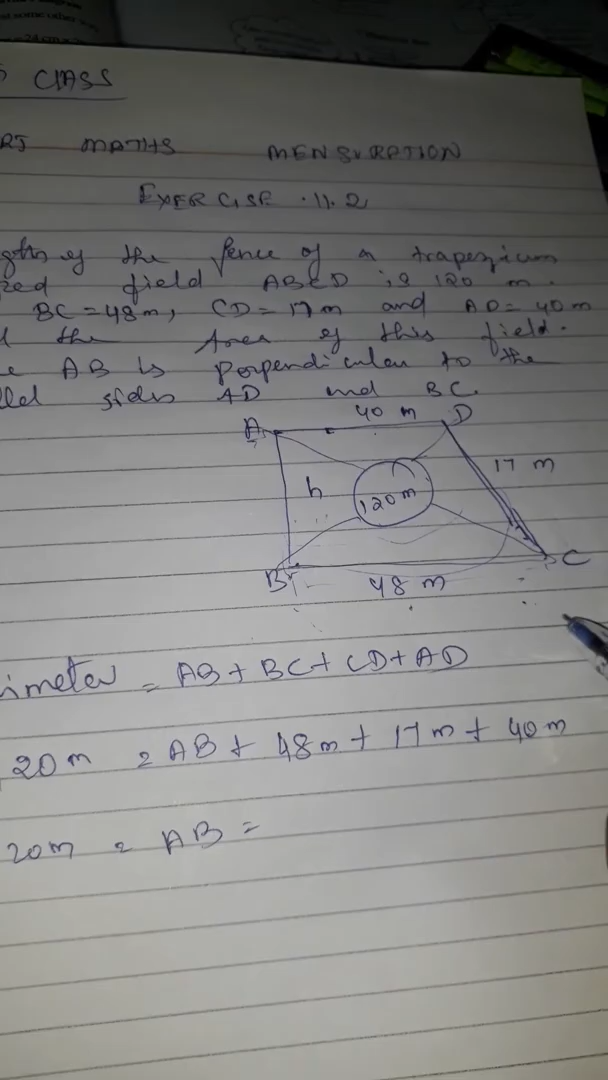 CLASS
MATHS MENSURATION
EXERCISE .11.2
of the fence of a trapezium
field ABCD is 120 m.
BC = 48 m, CD = 17 m and AD = 40 m
the Area of this field.
AB is perpendicular to the
sides AD and BC
A 40 m D
17 m
h
120 m
B C
48 m
= AB + BC + CD + AD
20 m = AB + 48 m + 17 m + 40 m
20 m = AB =